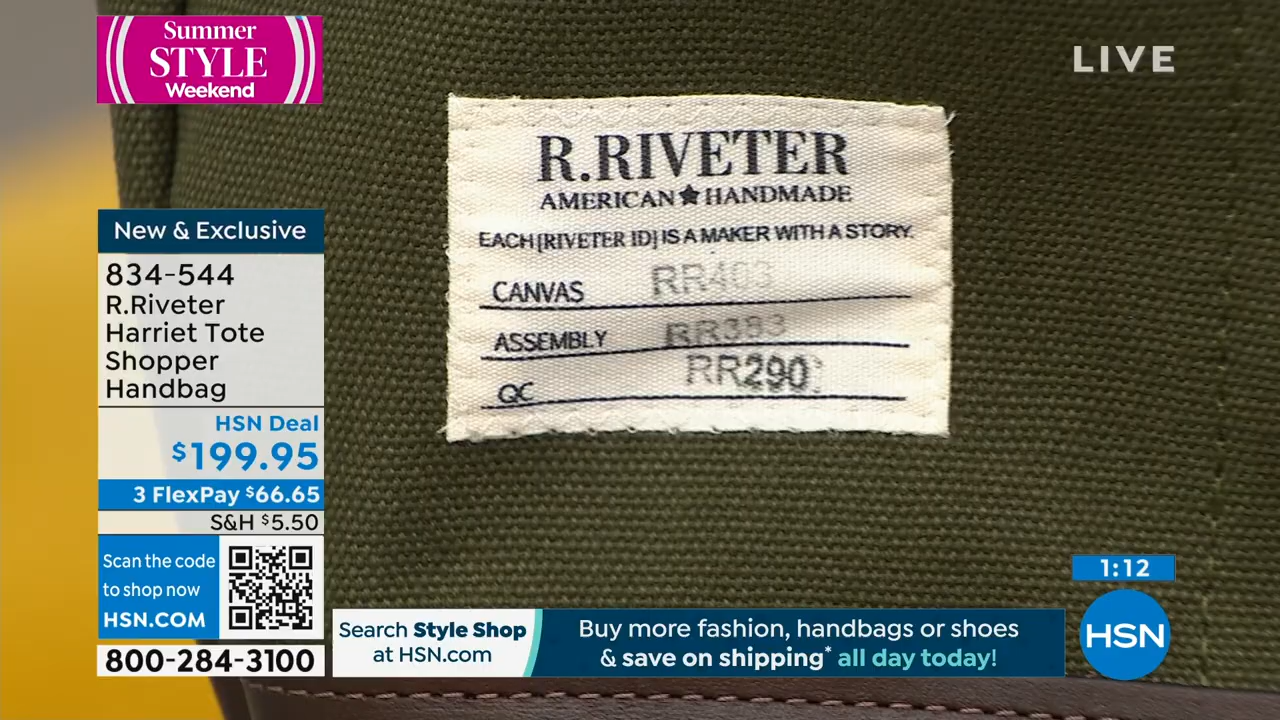 Summer
STYLE
Weekend
LIVE
R.RIVETER
AMERICAN★HANDMADE
EACH [RIVETER ID] IS A MAKER WITH A STORY.
CANVAS RR403
ASSEMBLY RR393
QC RR290
New & Exclusive
834-544
R.Riveter
Harriet Tote
Shopper
Handbag
HSN Deal
$199.95
3 FlexPay $66.65
S&H $5.50
Scan the code
to shop now
HSN.COM
800-284-3100
Search Style Shop
at HSN.com
Buy more fashion, handbags or shoes
& save on shipping* all day today!
1:12
HSN